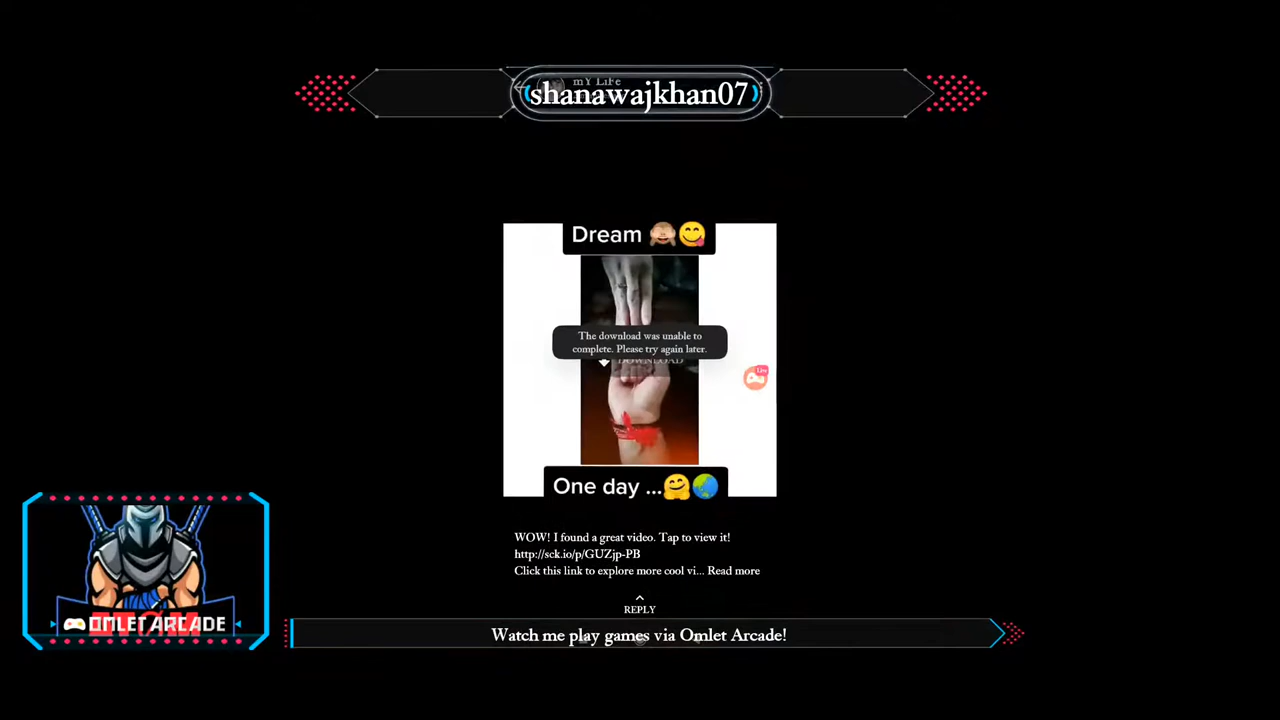 mY LiFe
shanawajkhan07
Dream 🙈😋
The download was unable to
complete. Please try again later.
DOWNLOAD
Live
One day ...🤗🌏
WOW! I found a great video. Tap to view it!
http://sck.io/p/GUZjp-PB
Click this link to explore more cool vi... Read more
REPLY
OMLET ARCADE
Watch me play games via Omlet Arcade!